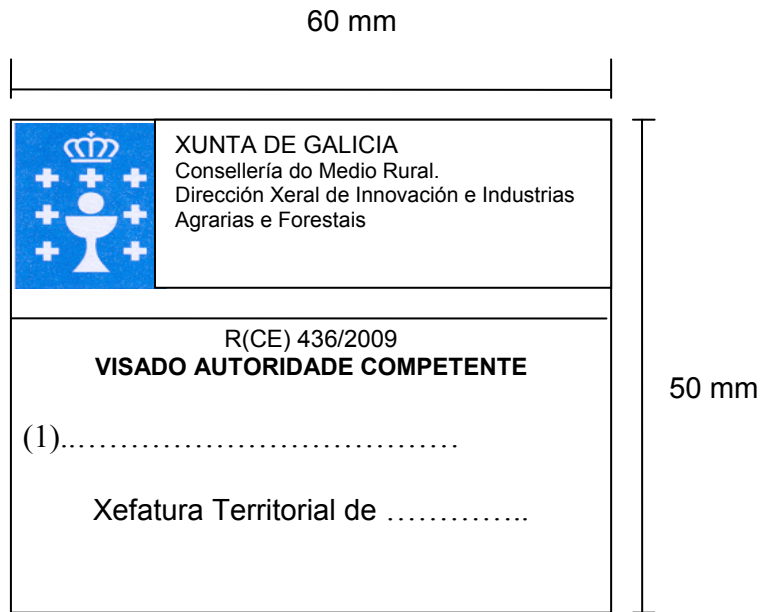 60 mm
XUNTA DE GALICIA
Consellería do Medio Rural.
Dirección Xeral de Innovación e Industrias
Agrarias e Forestais
R(CE) 436/2009
VISADO AUTORIDADE COMPETENTE
50 mm
(1)..………………………………
Xefatura Territorial de …………..